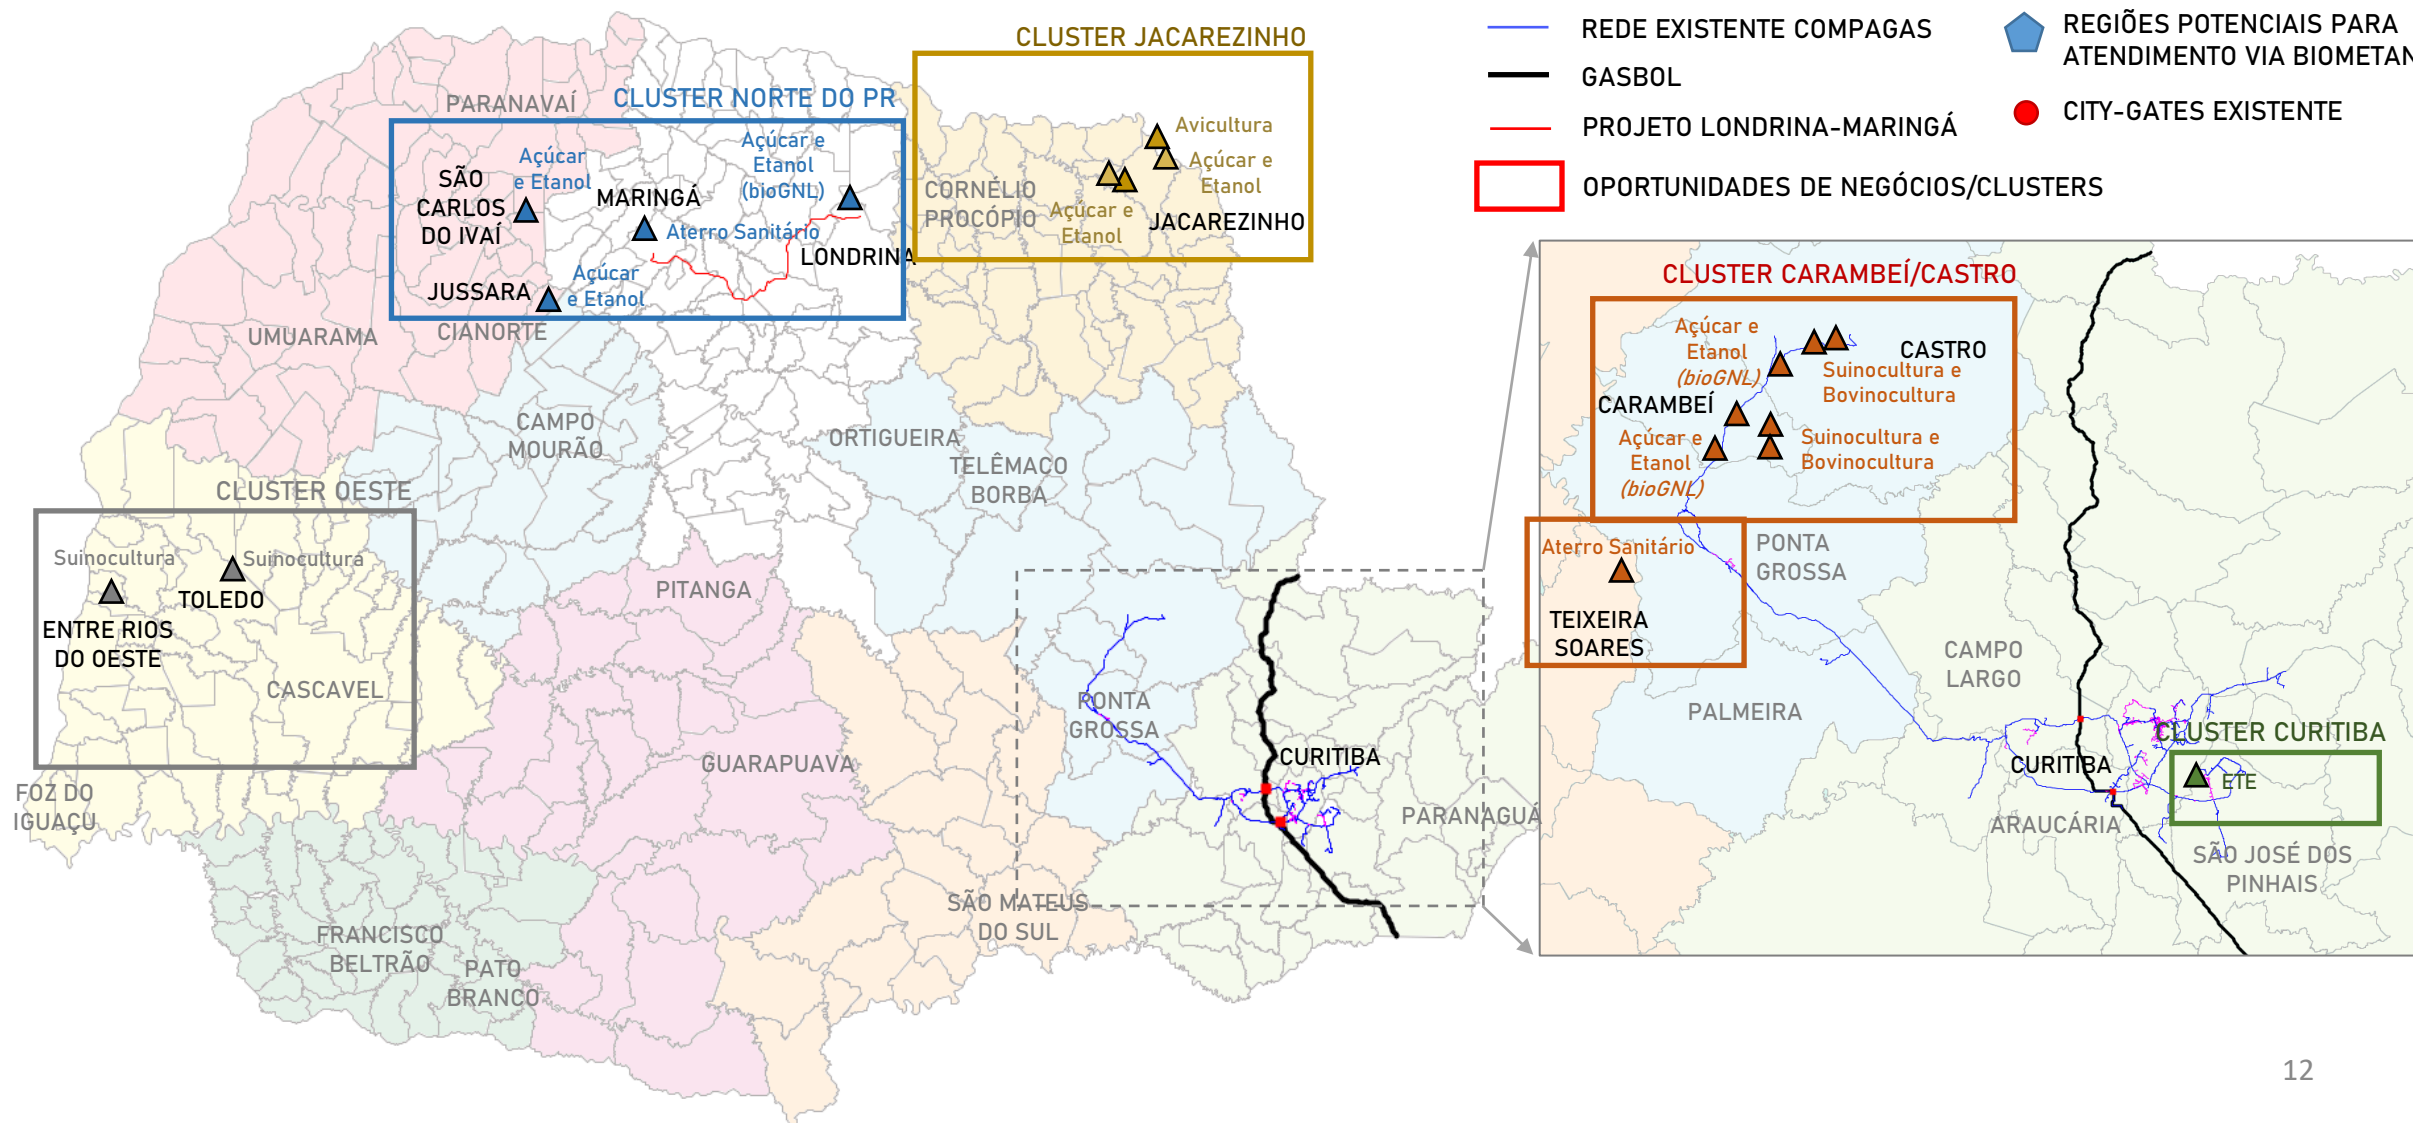 CLUSTER JACAREZINHO
REDE EXISTENTE COMPAGAS
GASBOL
PROJETO LONDRINA-MARINGÁ
OPORTUNIDADES DE NEGÓCIOS/CLUSTERS
REGIÕES POTENCIAIS PARA
ATENDIMENTO VIA BIOMETAN
CITY-GATES EXISTENTE
PARANAVAÍ
CLUSTER NORTE DO PR
Açúcar
e Etanol
SÃO
CARLOS
DO IVAÍ
MARINGÁ
Aterro Sanitário
Açúcar e
Etanol
(bioGNL)
LONDRINA
JUSSARA
Açúcar
e Etanol
CIANORTE
UMUARAMA
Avicultura
Açúcar e
Etanol
CORNÉLIO
PROCÓPIO
Açúcar e
Etanol
JACAREZINHO
CAMPO
MOURÃO
ORTIGUEIRA
TELÊMACO
BORBA
CLUSTER OESTE
Suinocultura
Suinocultura
TOLEDO
ENTRE RIOS
DO OESTE
CASCAVEL
PITANGA
GUARAPUAVA
PONTA
GROSSA
CURITIBA
PARANAGUÁ
FOZ DO
IGUAÇU
SÃO MATEUS
DO SUL
FRANCISCO
BELTRÃO
PATO
BRANCO
CLUSTER CARAMBEÍ/CASTRO
Açúcar e
Etanol
(bioGNL)
CASTRO
Suinocultura e
Bovinocultura
CARAMBEÍ
Açúcar e
Etanol
(bioGNL)
Suinocultura e
Bovinocultura
Aterro Sanitário
TEIXEIRA
SOARES
PONTA
GROSSA
CAMPO
LARGO
PALMEIRA
CLUSTER CURITIBA
CURITIBA
ETE
ARAUCÁRIA
SÃO JOSÉ DOS
PINHAIS
12